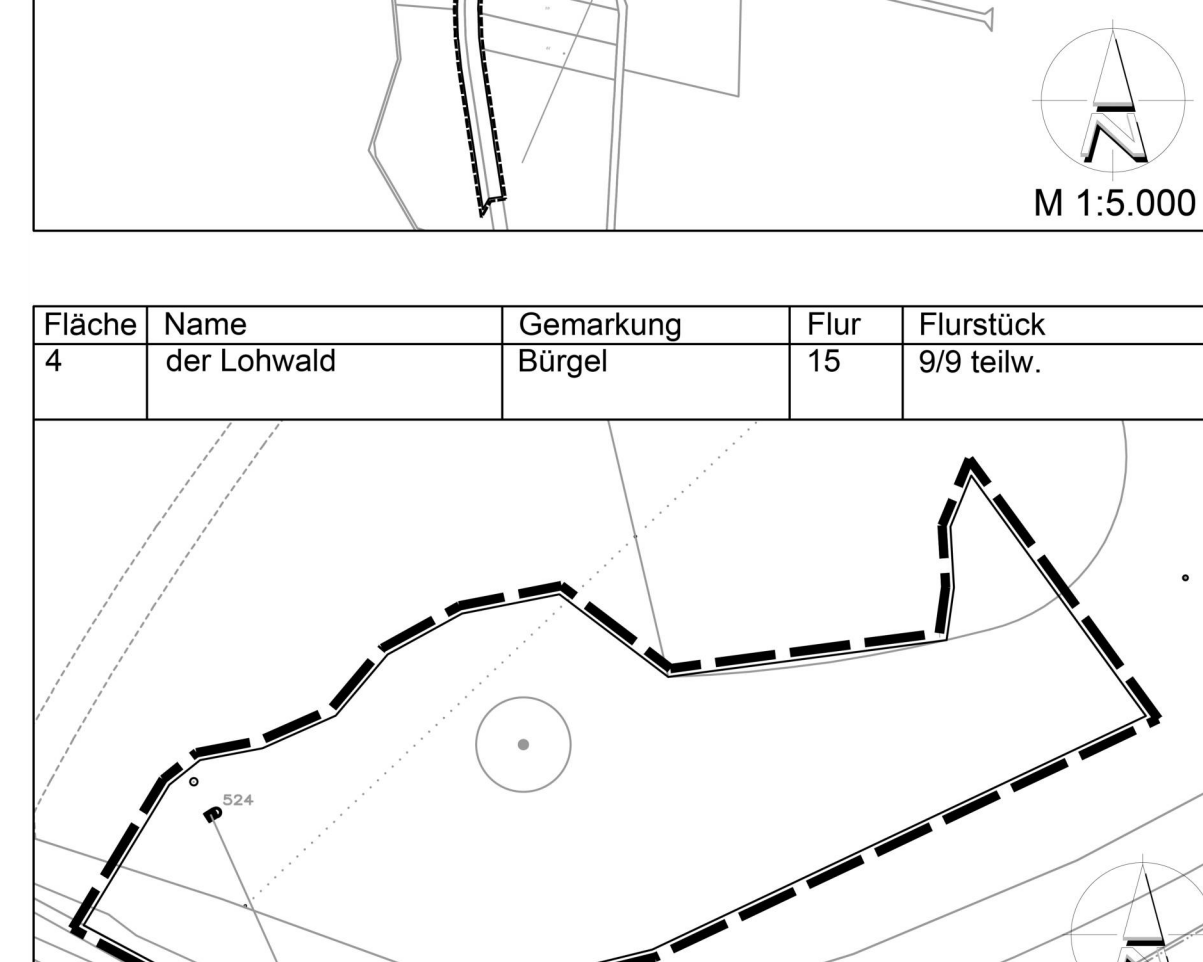 N
M 1:5.000
Fläche Name Gemarkung Flur Flurstück
4 der Lohwald Bürgel 15 9/9 teilw.
524